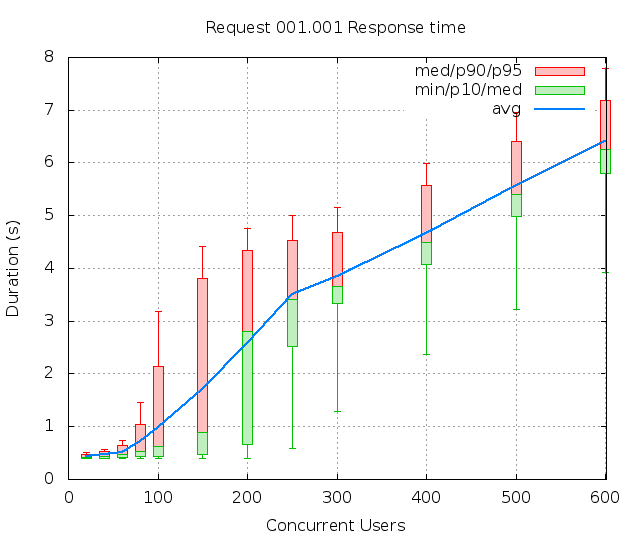 Request 001.001 Response time
med/p90/p95
min/p10/med
avg
Duration (s)
8
7
6
5
4
3
2
1
0
0 100 200 300 400 500 600
Concurrent Users